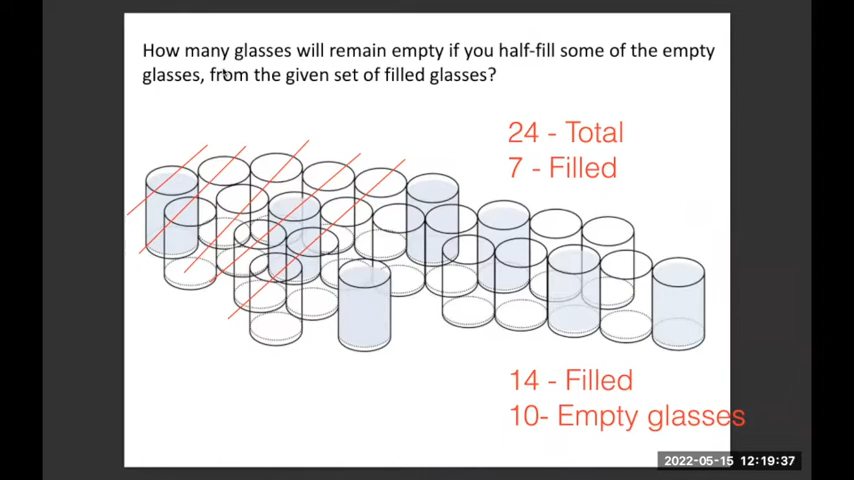 How many glasses will remain empty if you half-fill some of the empty
glasses, from the given set of filled glasses?
24 - Total
7 - Filled
14 - Filled
10- Empty glasses
2022-05-15 12:19:37